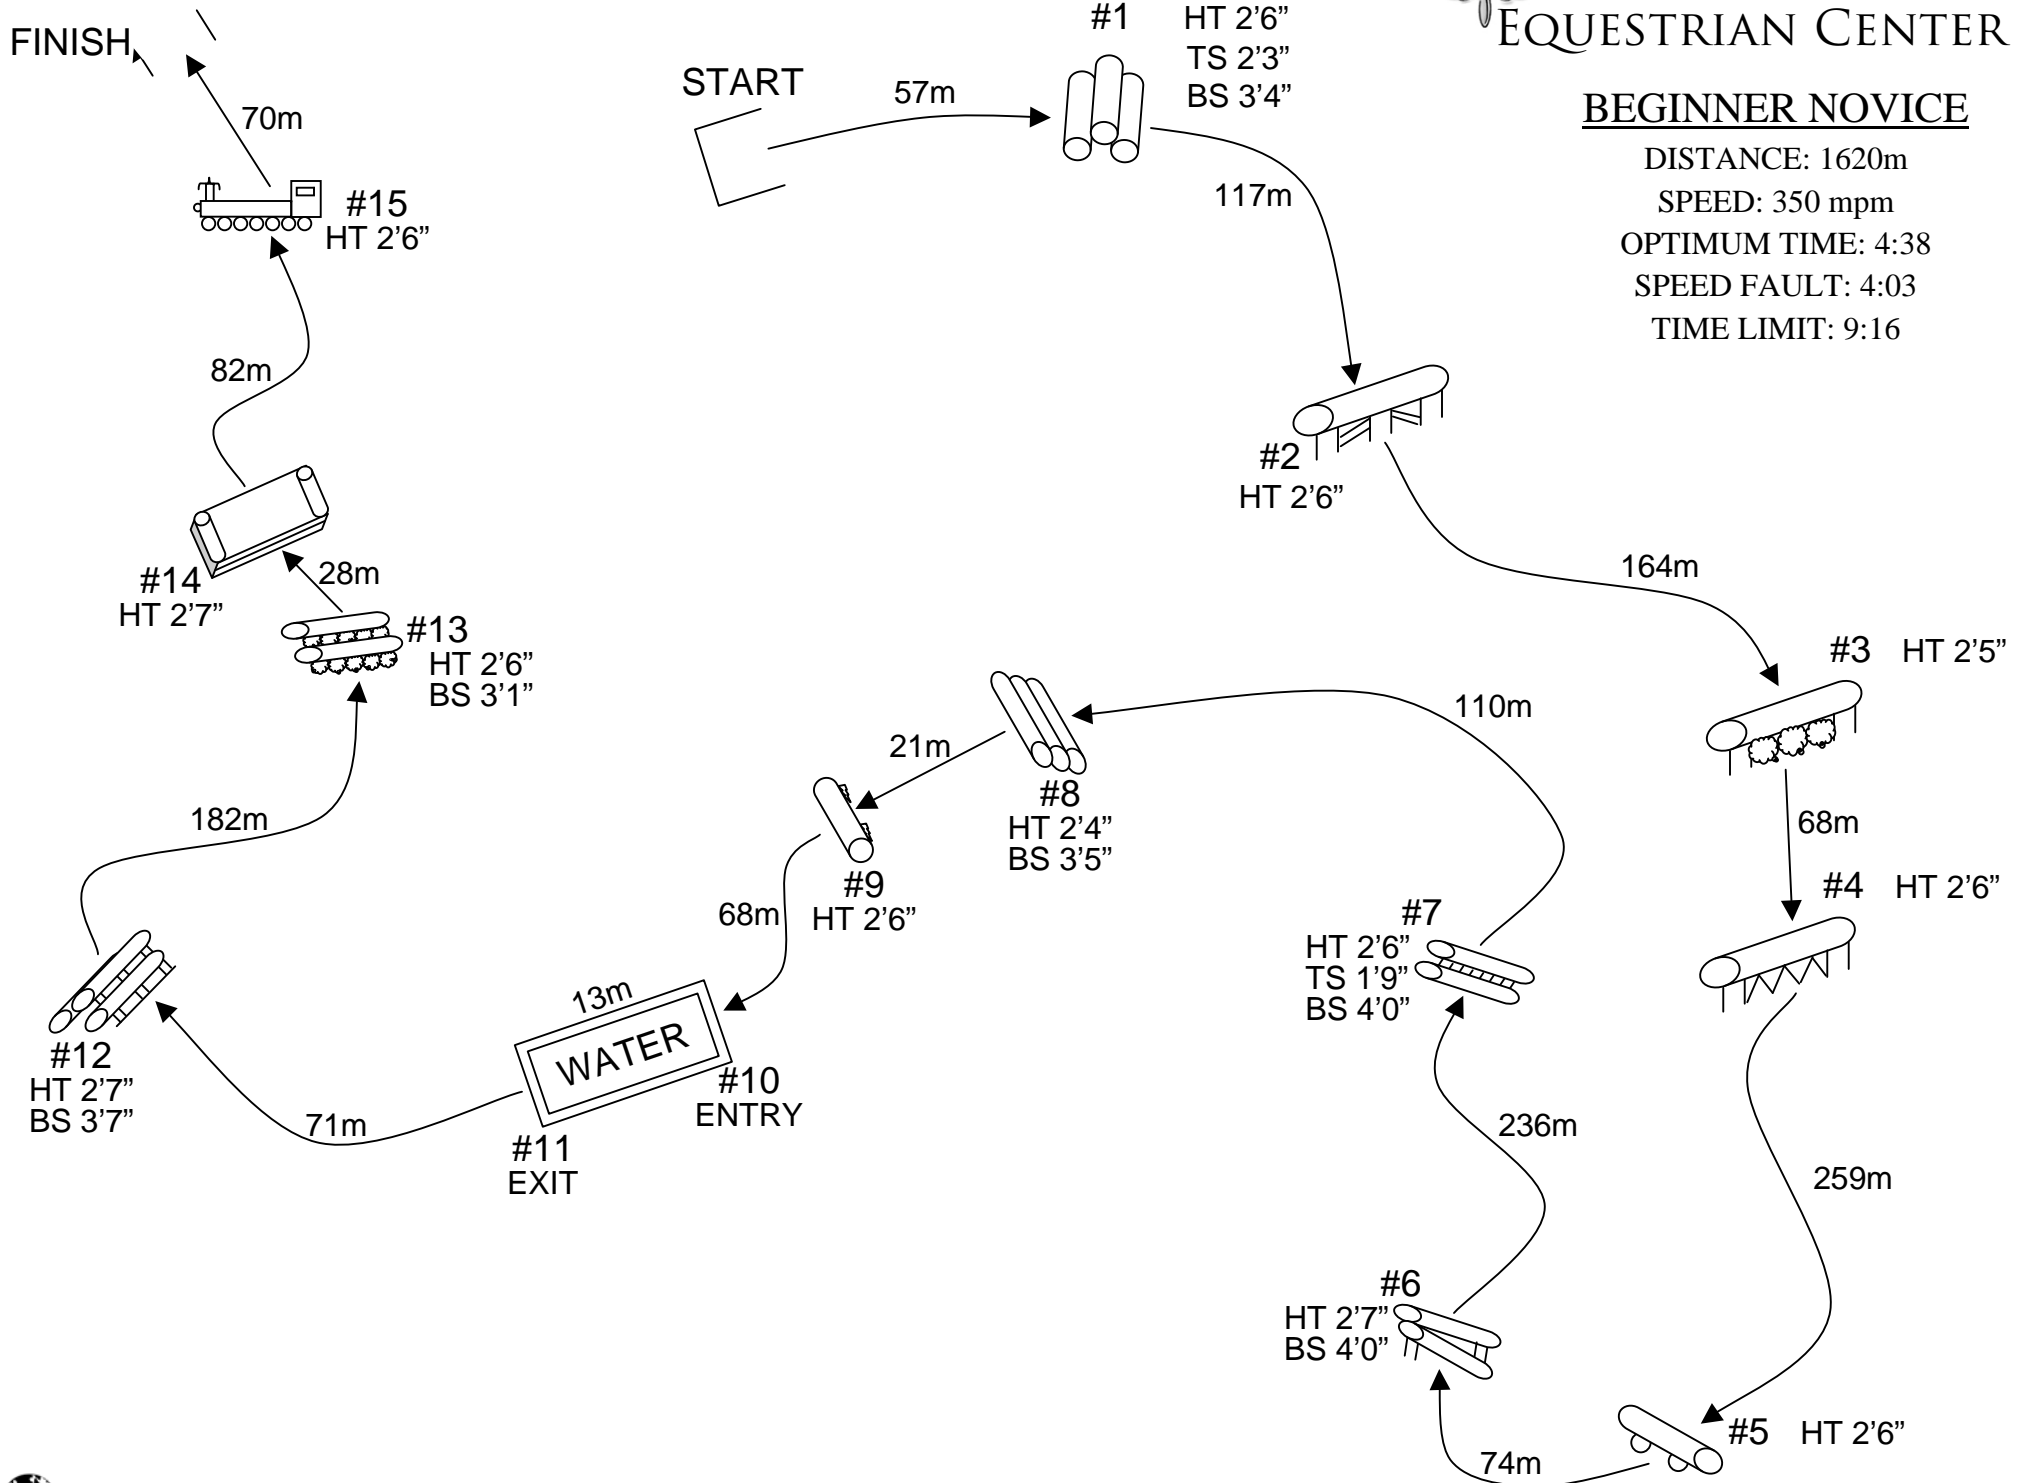 EQUESTRIAN CENTER
BEGINNER NOVICE
DISTANCE: 1620m
SPEED: 350 mpm
OPTIMUM TIME: 4:38
SPEED FAULT: 4:03
TIME LIMIT: 9:16
START
57m
#1
HT 2’6”
TS 2’3”
BS 3’4”
117m
#2
HT 2’6”
164m
#3 HT 2’5”
68m
#4 HT 2’6”
259m
#5 HT 2’6”
74m
#6
HT 2’7”
BS 4’0”
236m
#7
HT 2’6”
TS 1’9”
BS 4’0”
110m
#8
HT 2’4”
BS 3’5”
21m
#9
HT 2’6”
68m
#10
ENTRY
13m
WATER
#11
EXIT
71m
#12
HT 2’7”
BS 3’7”
182m
#13
HT 2’6”
BS 3’1”
28m
#14
HT 2’7”
82m
#15
HT 2’6”
70m
FINISH